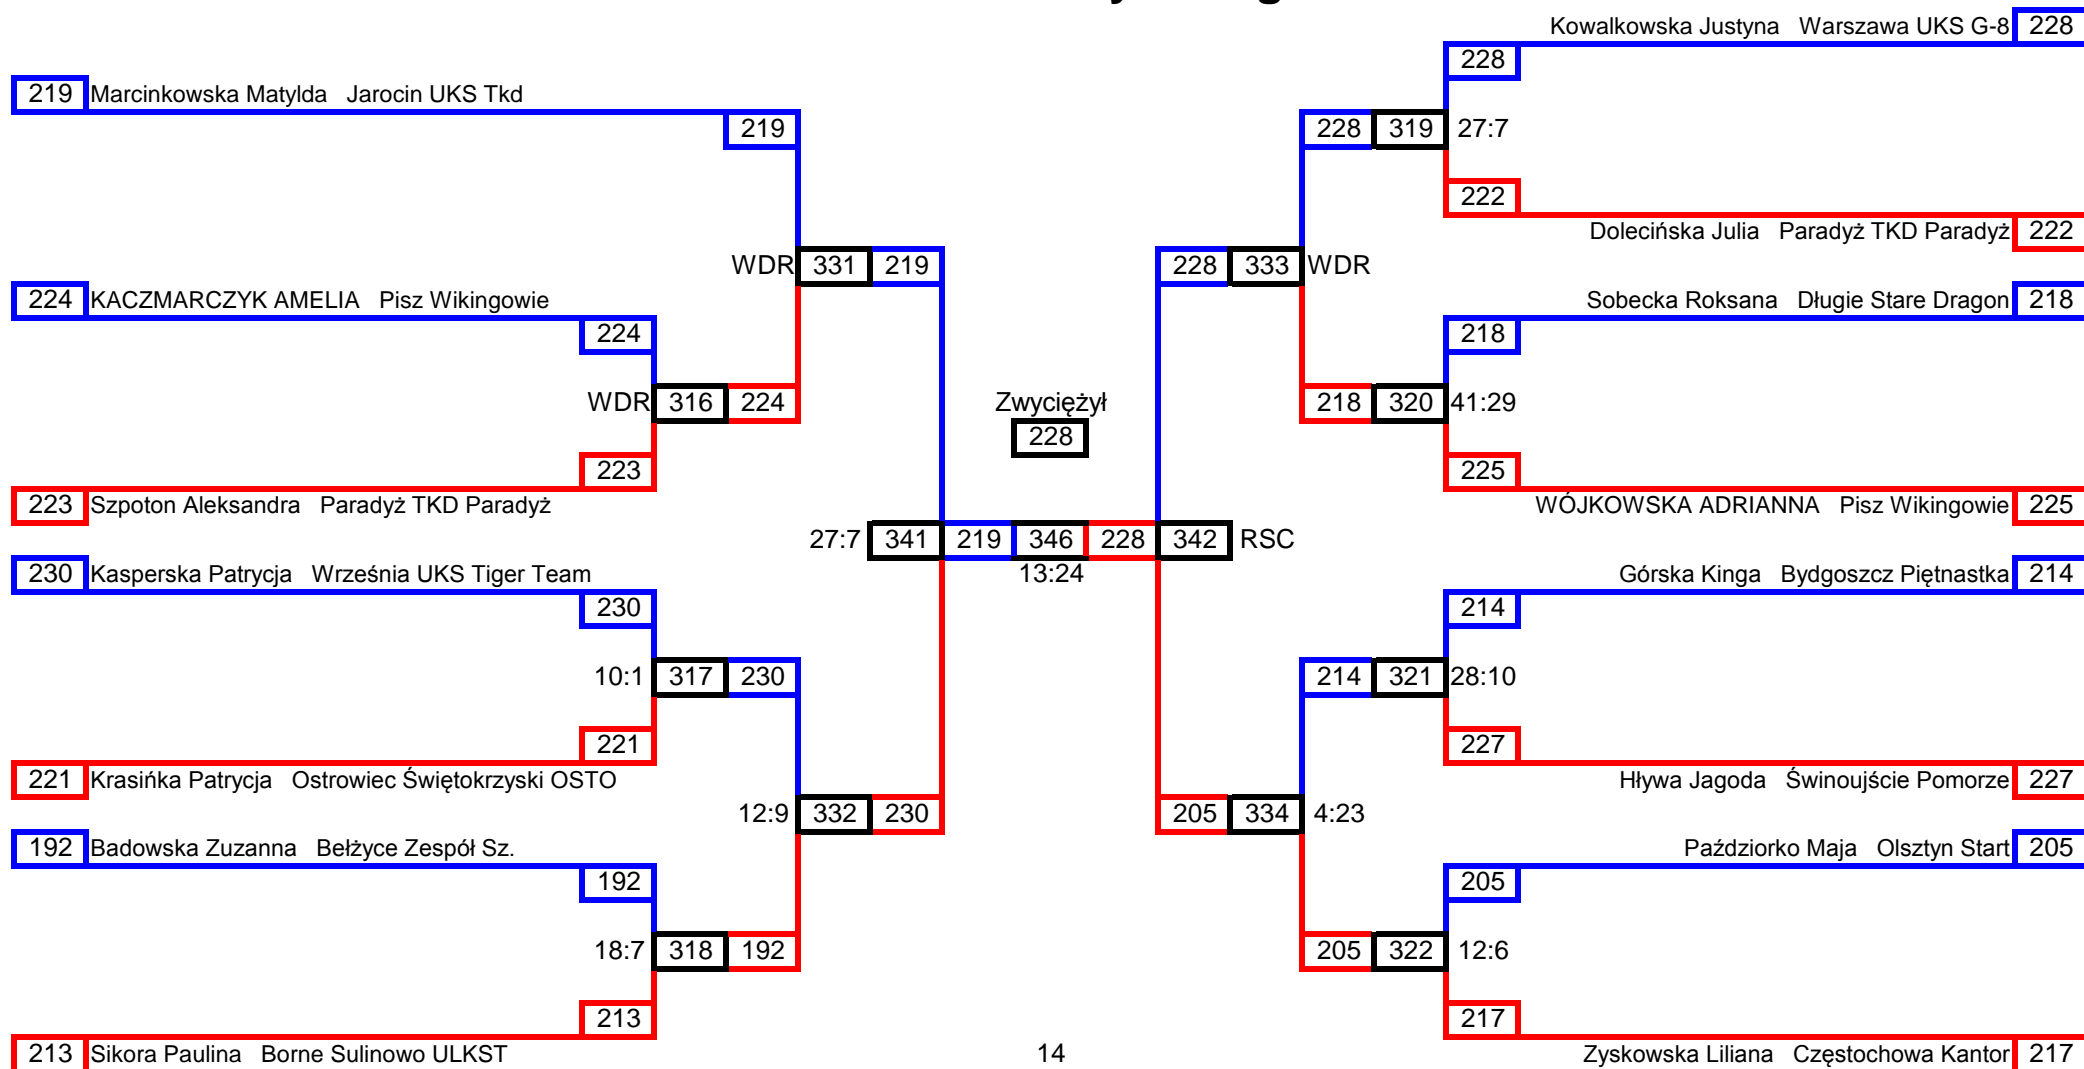 Kowalkowska Justyna Warszawa UKS G-8 228
228
219 Marcinkowska Matylda Jarocin UKS Tkd
219 228 319 27:7
222
Dolecińska Julia Paradyż TKD Paradyż 222
WDR 331 219 228 333 WDR
224 KACZMARCZYK AMELIA Pisz Wikingowie Sobecka Roksana Długie Stare Dragon 218
224 218
WDR 316 224 Zwyciężył 218 320 41:29
228
223 225
223 Szpoton Aleksandra Paradyż TKD Paradyż WÓJKOWSKA ADRIANNA Pisz Wikingowie 225
27:7 341 219 346 228 342 RSC
13:24
230 Kasperska Patrycja Września UKS Tiger Team Górska Kinga Bydgoszcz Piętnastka 214
230 214
10:1 317 230 214 321 28:10
221 227
221 Krasińka Patrycja Ostrowiec Świętokrzyski OSTO Hływa Jagoda Świnoujście Pomorze 227
12:9 332 230 205 334 4:23
192 Badowska Zuzanna Bełżyce Zespół Sz. Paździorko Maja Olsztyn Start 205
192 205
18:7 318 192 205 322 12:6
213 217
213 Sikora Paulina Borne Sulinowo ULKST 14 Zyskowska Liliana Częstochowa Kantor 217